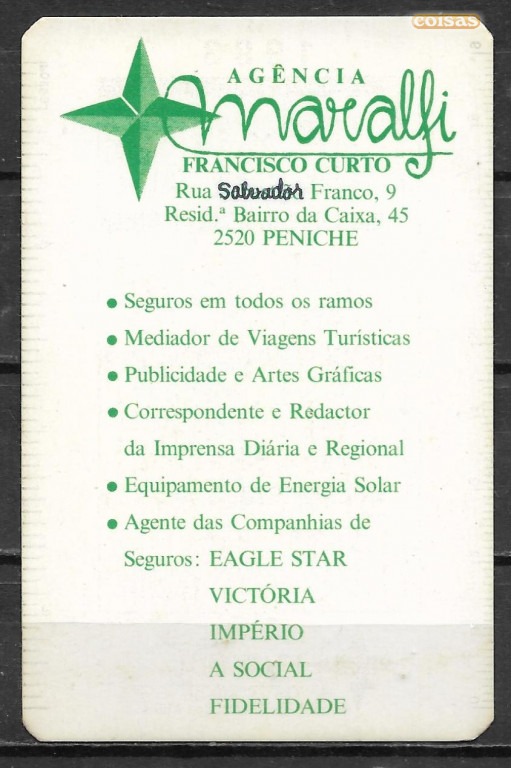 coisas
AGÊNCIA
maralfi
FRANCISCO CURTO
Rua Salvador Franco, 9
Resid.ª Bairro da Caixa, 45
2520 PENICHE
● Seguros em todos os ramos
● Mediador de Viagens Turísticas
● Publicidade e Artes Gráficas
● Correspondente e Redactor
da Imprensa Diária e Regional
● Equipamento de Energia Solar
● Agente das Companhias de
Seguros: EAGLE STAR
VICTÓRIA
IMPÉRIO
A SOCIAL
FIDELIDADE